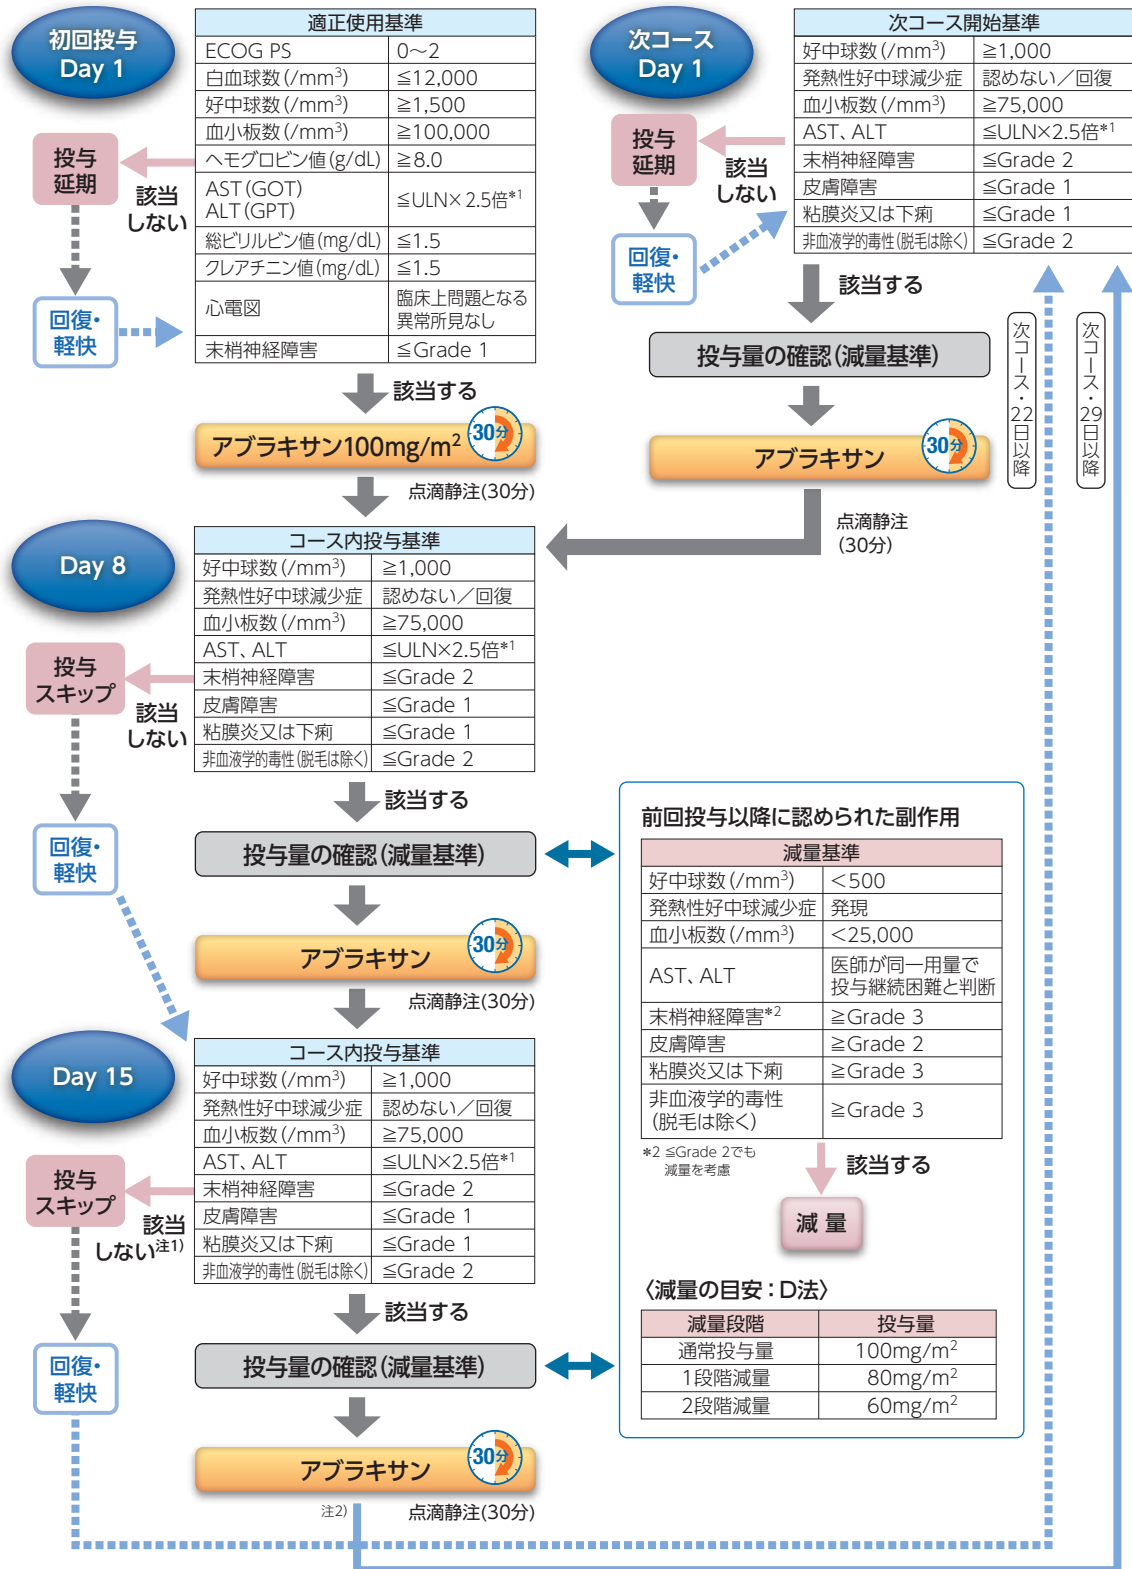 初回投与
Day 1
適正使用基準
ECOG PS 0～2
白血球数(/mm³) ≦12,000
好中球数(/mm³) ≧1,500
血小板数(/mm³) ≧100,000
ヘモグロビン値(g/dL) ≧8.0
AST(GOT)
ALT(GPT) ≦ULN×2.5倍*1
総ビリルビン値(mg/dL) ≦1.5
クレアチニン値(mg/dL) ≦1.5
心電図 臨床上問題となる
異常所見なし
末梢神経障害 ≦Grade 1
投与
延期
該当
しない
回復・
軽快
該当する
アブラキサン100mg/m² 30分
点滴静注(30分)
次コース
Day 1
次コース開始基準
好中球数(/mm³) ≧1,000
発熱性好中球減少症 認めない／回復
血小板数(/mm³) ≧75,000
AST、ALT ≦ULN×2.5倍*1
末梢神経障害 ≦Grade 2
皮膚障害 ≦Grade 1
粘膜炎又は下痢 ≦Grade 1
非血液学的毒性(脱毛は除く) ≦Grade 2
投与
延期
該当
しない
回復・
軽快
該当する
投与量の確認(減量基準)
アブラキサン 30分
点滴静注
(30分)
次コース・22日以降
次コース・29日以降
Day 8
コース内投与基準
好中球数(/mm³) ≧1,000
発熱性好中球減少症 認めない／回復
血小板数(/mm³) ≧75,000
AST、ALT ≦ULN×2.5倍*1
末梢神経障害 ≦Grade 2
皮膚障害 ≦Grade 1
粘膜炎又は下痢 ≦Grade 1
非血液学的毒性(脱毛は除く) ≦Grade 2
投与
スキップ
該当
しない
回復・
軽快
該当する
投与量の確認(減量基準)
アブラキサン 30分
点滴静注(30分)
Day 15
コース内投与基準
好中球数(/mm³) ≧1,000
発熱性好中球減少症 認めない／回復
血小板数(/mm³) ≧75,000
AST、ALT ≦ULN×2.5倍*1
末梢神経障害 ≦Grade 2
皮膚障害 ≦Grade 1
粘膜炎又は下痢 ≦Grade 1
非血液学的毒性(脱毛は除く) ≦Grade 2
投与
スキップ
該当
しない注1)
回復・
軽快
該当する
投与量の確認(減量基準)
アブラキサン 30分
注2) 点滴静注(30分)
前回投与以降に認められた副作用
減量基準
好中球数(/mm³) ＜500
発熱性好中球減少症 発現
血小板数(/mm³) ＜25,000
AST、ALT 医師が同一用量で
投与継続困難と判断
末梢神経障害*2 ≧Grade 3
皮膚障害 ≧Grade 2
粘膜炎又は下痢 ≧Grade 3
非血液学的毒性
(脱毛は除く) ≧Grade 3
*2 ≦Grade 2でも
減量を考慮
該当する
減 量
〈減量の目安：D法〉
減量段階 投与量
通常投与量 100mg/m²
1段階減量 80mg/m²
2段階減量 60mg/m²